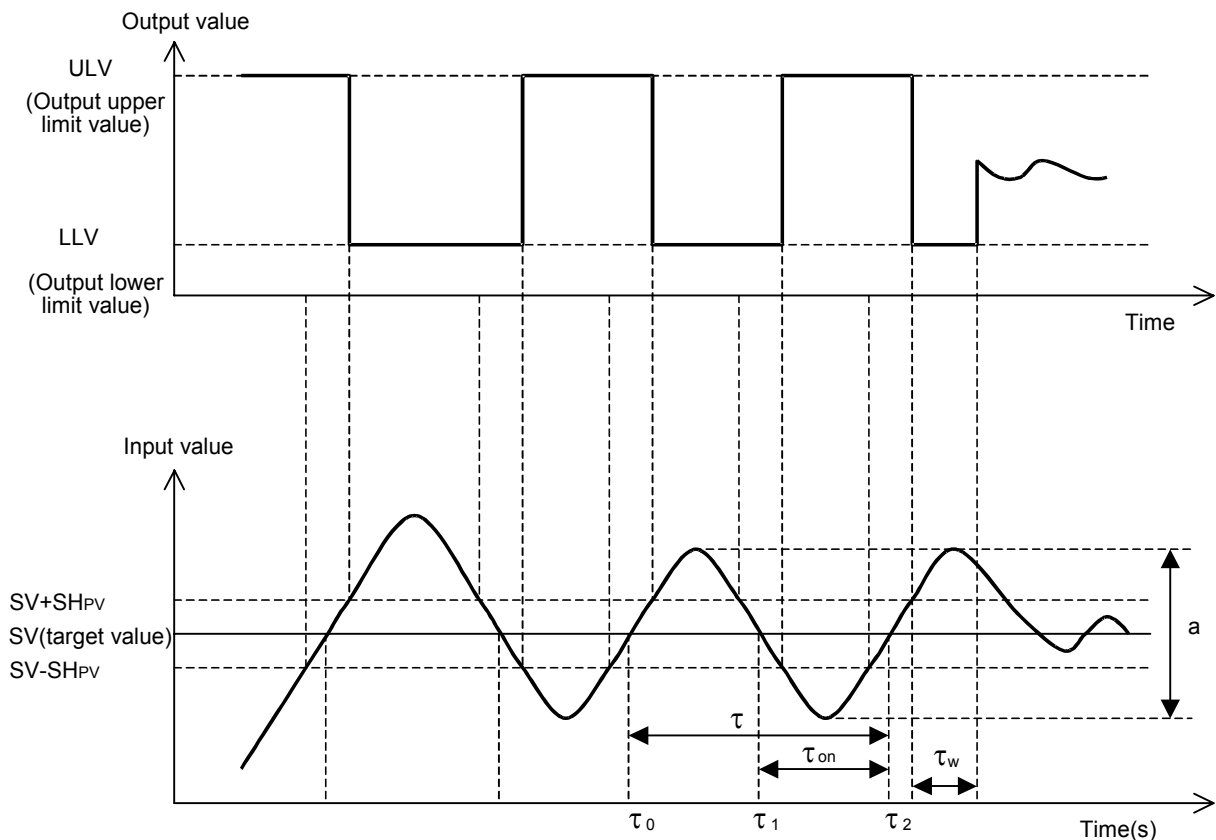 Output value
ULV
(Output upper
limit value)
LLV
(Output lower
limit value)
Time
Input value
SV+SHPV
SV(target value)
SV-SHPV
a
τ
τon
τw
τ0
τ1
τ2
Time(s)